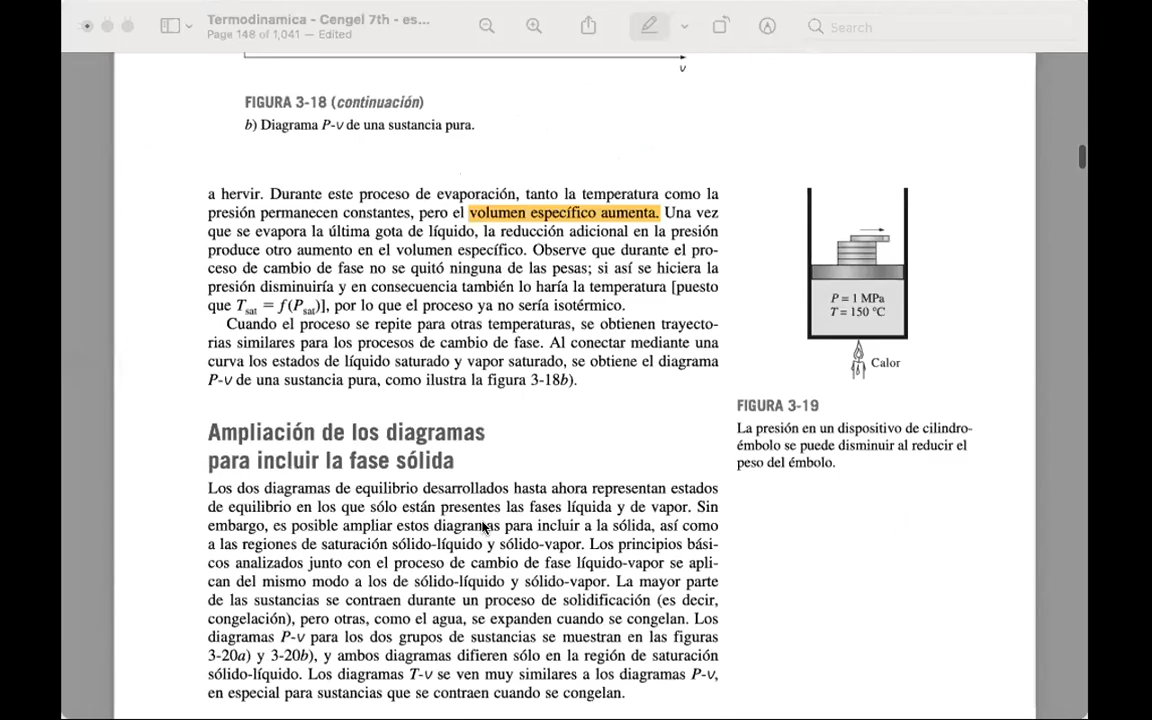 Termodinamica - Cengel 7th - es...
Page 148 of 1,041 — Edited
Search
v
FIGURA 3-18 (continuación)
b) Diagrama P-v de una sustancia pura.
a hervir. Durante este proceso de evaporación, tanto la temperatura como la
presión permanecen constantes, pero el volumen específico aumenta. Una vez
que se evapora la última gota de líquido, la reducción adicional en la presión
produce otro aumento en el volumen específico. Observe que durante el pro-
ceso de cambio de fase no se quitó ninguna de las pesas; si así se hiciera la
presión disminuiría y en consecuencia también lo haría la temperatura [puesto
que Tsat = f(Psat)], por lo que el proceso ya no sería isotérmico.
Cuando el proceso se repite para otras temperaturas, se obtienen trayecto-
rias similares para los procesos de cambio de fase. Al conectar mediante una
curva los estados de líquido saturado y vapor saturado, se obtiene el diagrama
P-v de una sustancia pura, como ilustra la figura 3-18b).
P = 1 MPa
T = 150 °C
Calor
FIGURA 3-19
La presión en un dispositivo de cilindro-
émbolo se puede disminuir al reducir el
peso del émbolo.
Ampliación de los diagramas
para incluir la fase sólida
Los dos diagramas de equilibrio desarrollados hasta ahora representan estados
de equilibrio en los que sólo están presentes las fases líquida y de vapor. Sin
embargo, es posible ampliar estos diagramas para incluir a la sólida, así como
a las regiones de saturación sólido-líquido y sólido-vapor. Los principios bási-
cos analizados junto con el proceso de cambio de fase líquido-vapor se apli-
can del mismo modo a los de sólido-líquido y sólido-vapor. La mayor parte
de las sustancias se contraen durante un proceso de solidificación (es decir,
congelación), pero otras, como el agua, se expanden cuando se congelan. Los
diagramas P-v para los dos grupos de sustancias se muestran en las figuras
3-20a) y 3-20b), y ambos diagramas difieren sólo en la región de saturación
sólido-líquido. Los diagramas T-v se ven muy similares a los diagramas P-v,
en especial para sustancias que se contraen cuando se congelan.